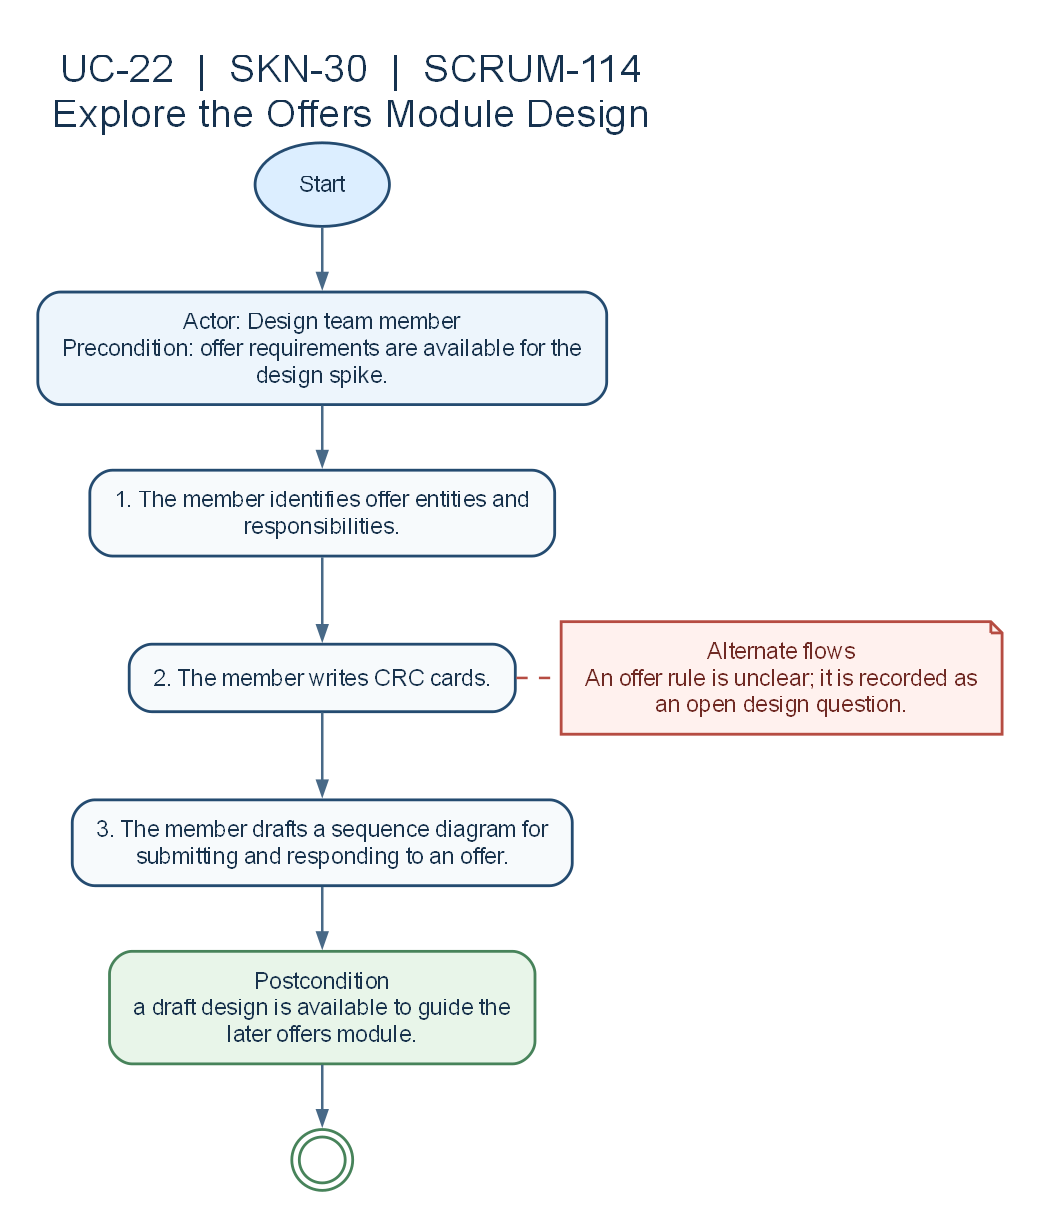 UC-22 | SKN-30 | SCRUM-114
Explore the Offers Module Design
Start
Actor: Design team member
Precondition: offer requirements are available for the
design spike.
1. The member identifies offer entities and
responsibilities.
2. The member writes CRC cards.
Alternate flows
An offer rule is unclear; it is recorded as
an open design question.
3. The member drafts a sequence diagram for
submitting and responding to an offer.
Postcondition
a draft design is available to guide the
later offers module.